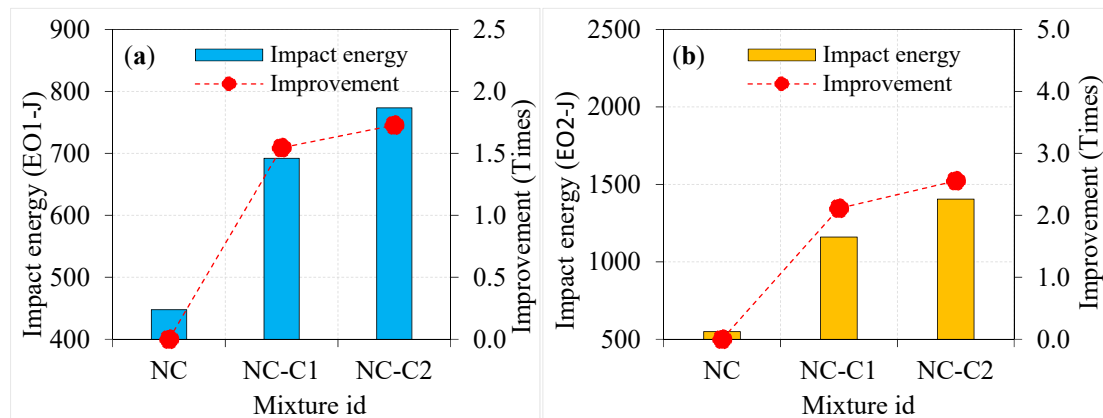 (a)
Impact energy
Improvement
Impact energy (EO1-J)
900
800
700
600
500
400
2.5
2.0
1.5
1.0
0.5
0.0
Improvement (Times)
NC
NC-C1
NC-C2
Mixture id
(b)
Impact energy
Improvement
Impact energy (EO2-J)
2500
2000
1500
1000
500
5.0
4.0
3.0
2.0
1.0
0.0
Improvement (Times)
NC
NC-C1
NC-C2
Mixture id